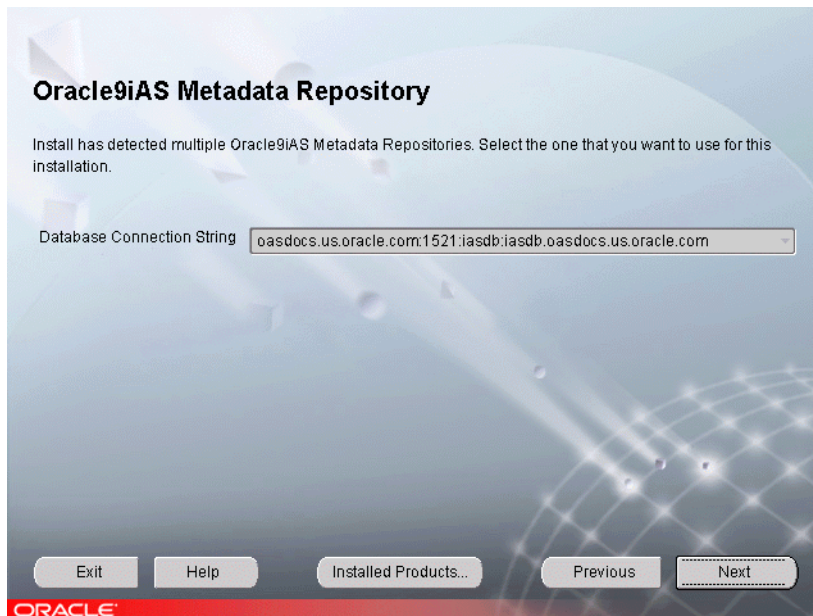 Oracle9iAS Metadata Repository
Install has detected multiple Oracle9iAS Metadata Repositories. Select the one that you want to use for this
installation.
Database Connection String oasdocs.us.oracle.com:1521:iasdb:iasdb.oasdocs.us.oracle.com
Exit Help Installed Products... Previous Next
ORACLE